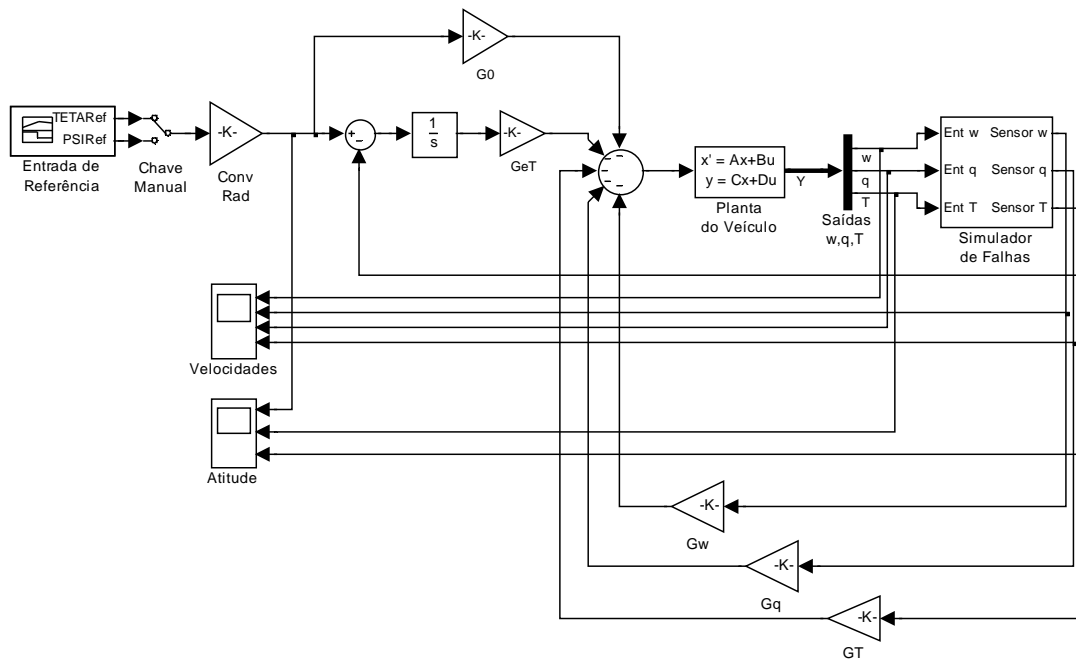 -K-
G0
TETARef
PSIRef
Entrada de
Referência
Chave
Manual
-K-
Conv
Rad
+
−
1
s
-K-
GeT
−
−
−
−
−
x' = Ax+Bu
y = Cx+Du
Planta
do Veículo
Y
w
q
T
Saídas
w,q,T
Ent w
Sensor w
Ent q
Sensor q
Ent T
Sensor T
Simulador
de Falhas
Velocidades
Atitude
-K-
Gw
-K-
Gq
-K-
GT